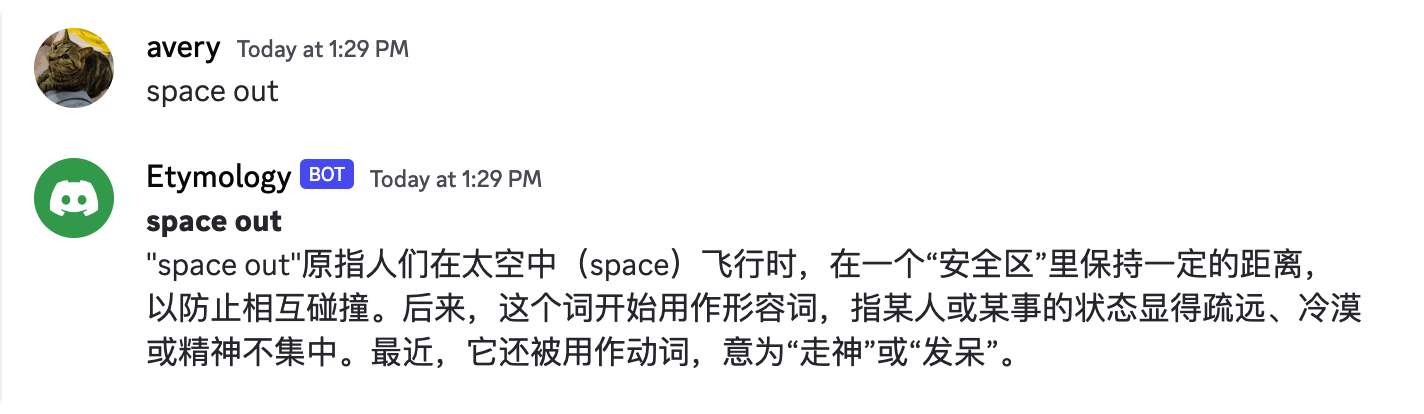 avery Today at 1:29 PM
space out
Etymology BOT Today at 1:29 PM
space out
"space out"原指人们在太空中（space）飞行时，在一个“安全区”里保持一定的距离，
以防止相互碰撞。后来，这个词开始用作形容词，指某人或某事的状态显得疏远、冷漠
或精神不集中。最近，它还被用作动词，意为“走神”或“发呆”。